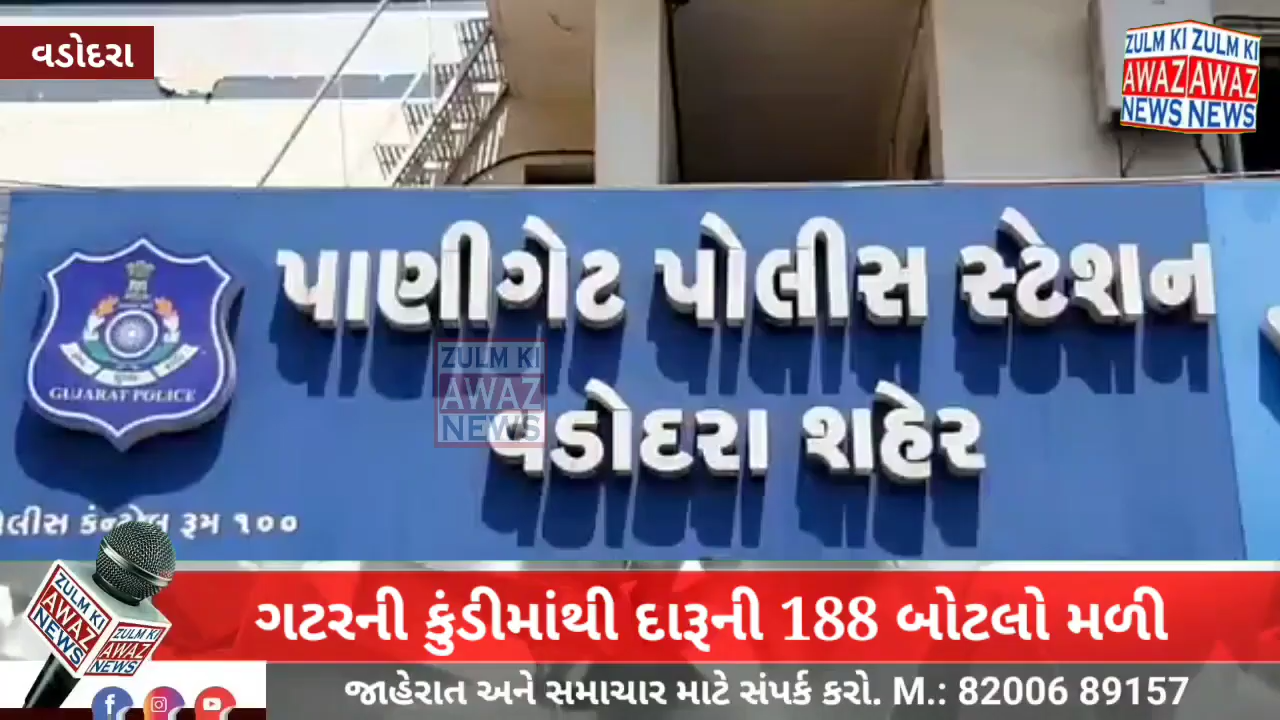 વડોદરા
ZULM KI ZULM KI
AWAZ AWAZ
NEWS NEWS
પાણીગેટ પોલીસ સ્ટેશન
GUJARAT POLICE
ZULM KI
AWAZ
NEWS
વડોદરા શહેર
કંન્ટ્રોલ રૂમ ૧૦૦
ZULM KI
AWAZ
NEWS
ZULM KI
AWAZ
NEWS
ગટરની કુંડીમાંથી દારૂની 188 બોટલો મળી
જાહેરાત અને સમાચાર માટે સંપર્ક કરો. M.: 82006 89157